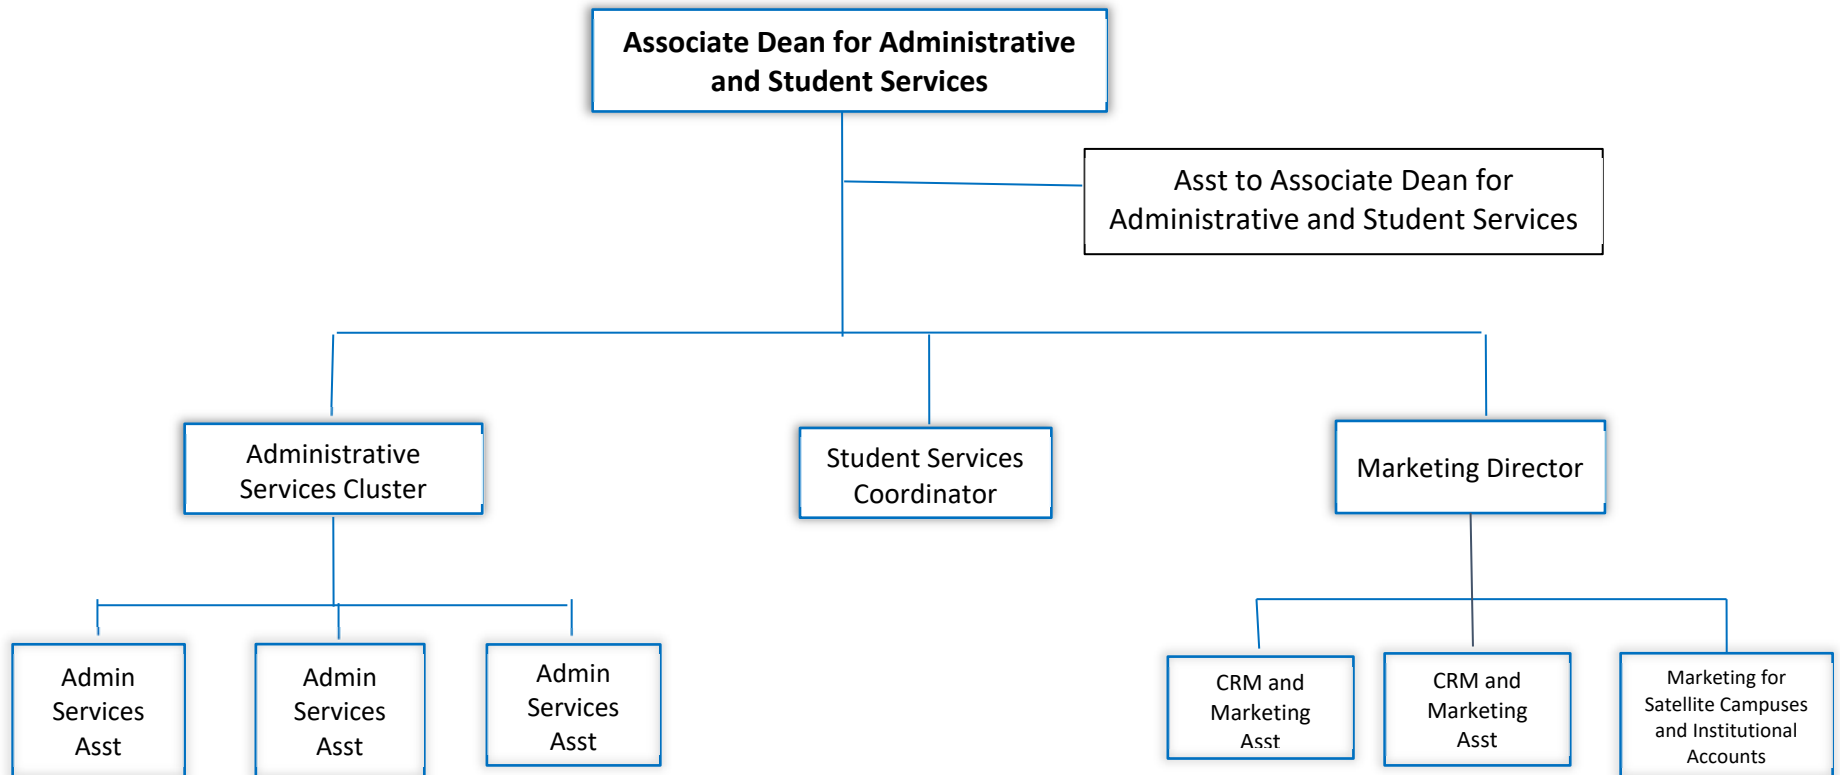 Associate Dean for Administrative
and Student Services
Asst to Associate Dean for
Administrative and Student Services
Administrative
Services Cluster
Student Services
Coordinator
Marketing Director
Admin
Services
Asst
Admin
Services
Asst
Admin
Services
Asst
CRM and
Marketing
Asst
CRM and
Marketing
Asst
Marketing for
Satellite Campuses
and Institutional
Accounts